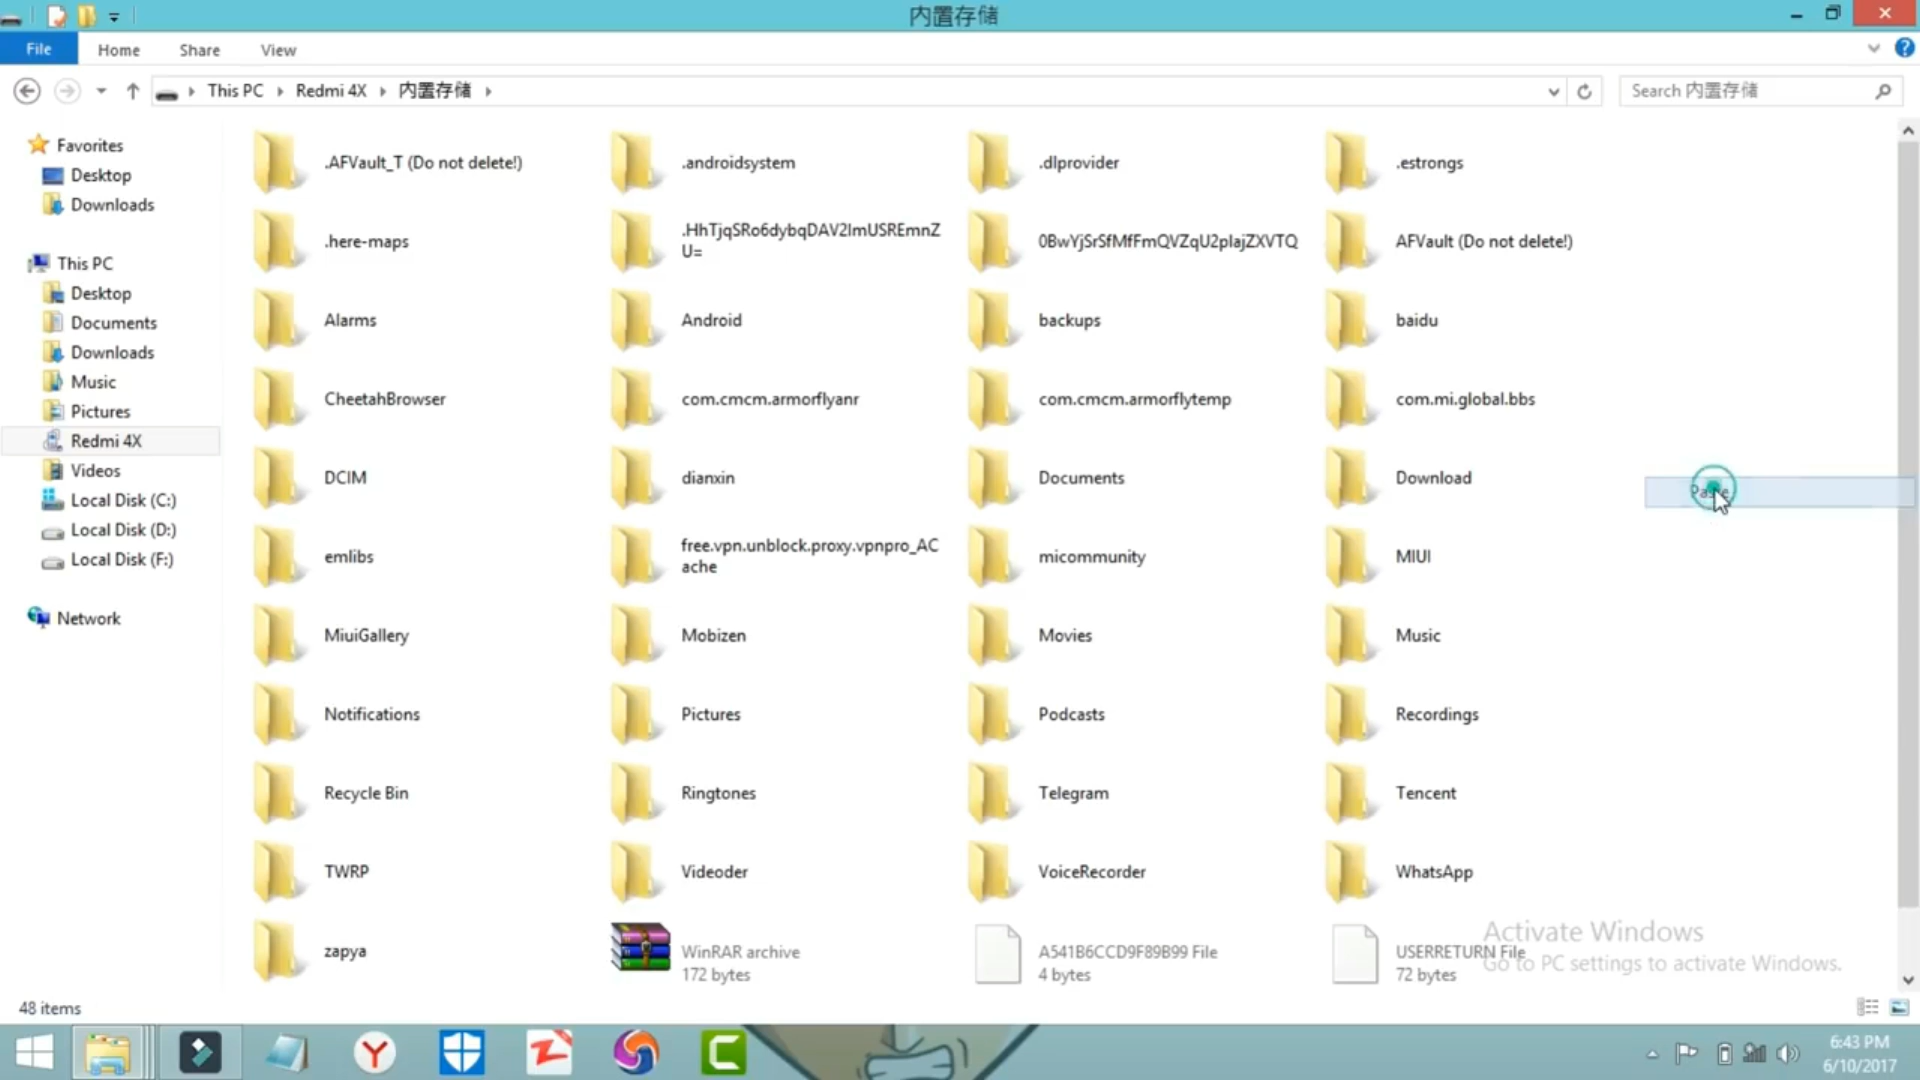 内置存储
File Home Share View
This PC Redmi 4X 内置存储
Search 内置存储
Favorites
Desktop
Downloads
This PC
Desktop
Documents
Downloads
Music
Pictures
Redmi 4X
Videos
Local Disk (C:)
Local Disk (D:)
Local Disk (F:)
Network
.AFVault_T (Do not delete!) .androidsystem .dlprovider .estrongs
.here-maps .HhTjqSRo6dybqDAV2ImUSREmnZ 0BwYjSrSfMfFmQVZqU2pIajZXVTQ AFVault (Do not delete!)
U=
Alarms Android backups baidu
CheetahBrowser com.cmcm.armorflyanr com.cmcm.armorflytemp com.mi.global.bbs
DCIM dianxin Documents Download
Paste
emlibs free.vpn.unblock.proxy.vpnpro_AC micommunity MIUI
ache
MiuiGallery Mobizen Movies Music
Notifications Pictures Podcasts Recordings
Recycle Bin Ringtones Telegram Tencent
TWRP Videoder VoiceRecorder WhatsApp
zapya WinRAR archive A541B6CCD9F89B99 File USERRETURN File
172 bytes 4 bytes 72 bytes
Activate Windows
Go to PC settings to activate Windows.
48 items
6:43 PM
6/10/2017